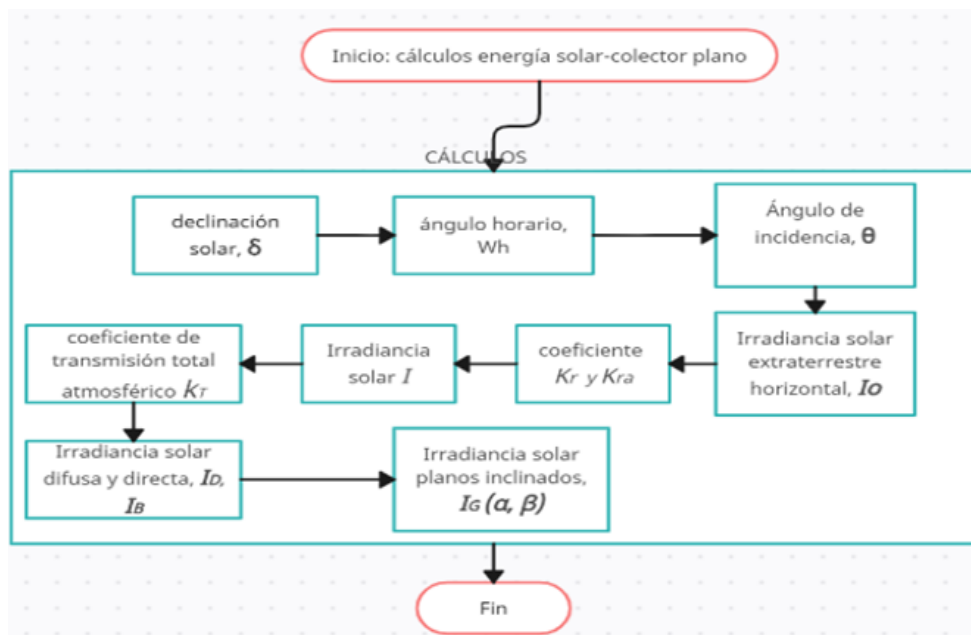 Inicio: cálculos energía solar-colector plano
CÁLCULOS
declinación
solar, δ
ángulo horario,
Wh
Ángulo de
incidencia, θ
coeficiente de
transmisión total
atmosférico kT
Irradiancia
solar I
coeficiente
Kr y Kra
Irradiancia solar
extraterrestre
horizontal, Io
Irradiancia solar
difusa y directa, ID,
IB
Irradiancia solar
planos inclinados,
IG (α, β)
Fin